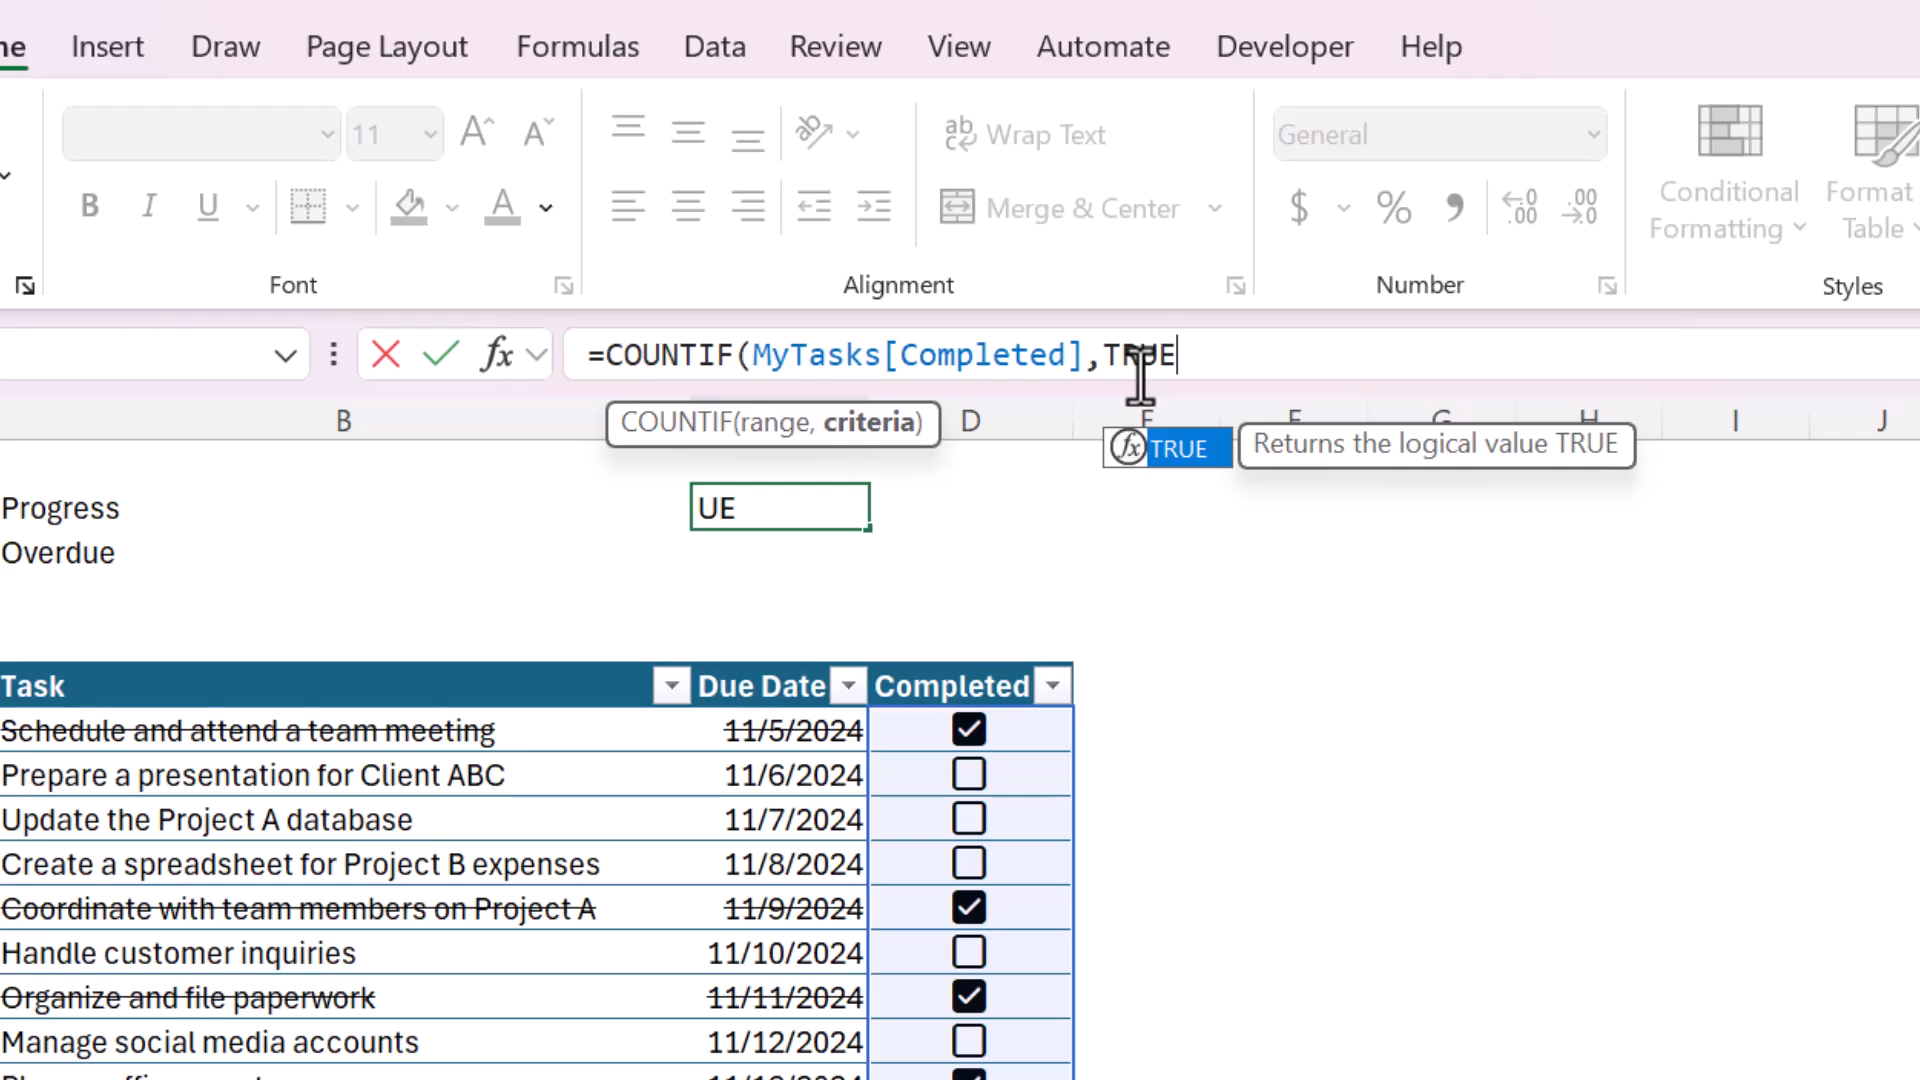 Insert Draw Page Layout Formulas Data Review View Automate Developer Help
11 A A ab Wrap Text General
B I U A Merge & Center $ % .00 .00
Conditional Formatting Format Table
Font Alignment Number Styles
fx =COUNTIF(MyTasks[Completed],TRUE
B D E F G H I J
COUNTIF(range, criteria)
fx TRUE Returns the logical value TRUE
Progress UE
Overdue
Task Due Date Completed
Schedule and attend a team meeting 11/5/2024
Prepare a presentation for Client ABC 11/6/2024
Update the Project A database 11/7/2024
Create a spreadsheet for Project B expenses 11/8/2024
Coordinate with team members on Project A 11/9/2024
Handle customer inquiries 11/10/2024
Organize and file paperwork 11/11/2024
Manage social media accounts 11/12/2024